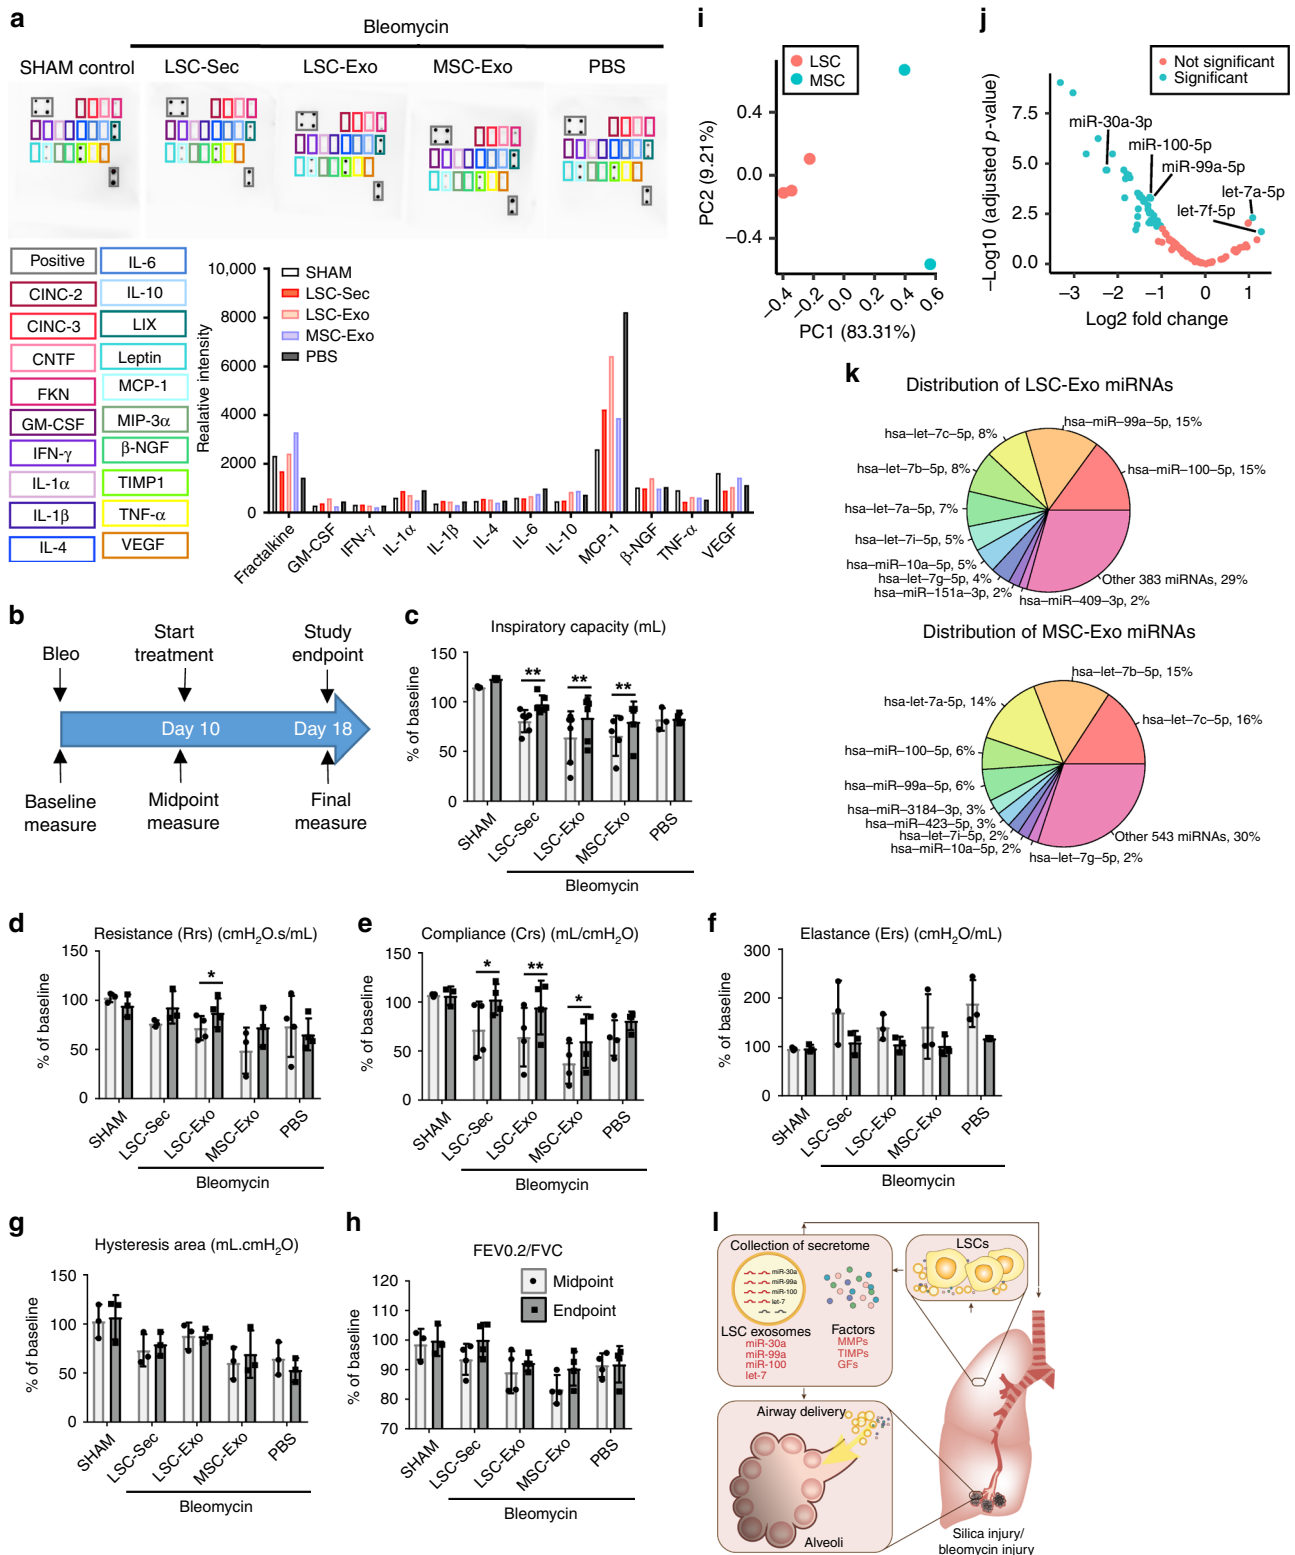 a
Bleomycin
SHAM control
LSC-Sec
LSC-Exo
MSC-Exo
PBS
Positive
IL-6
CINC-2
IL-10
CINC-3
LIX
CNTF
Leptin
FKN
MCP-1
GM-CSF
MIP-3α
IFN-γ
β-NGF
IL-1α
TIMP1
IL-1β
TNF-α
IL-4
VEGF
Realative intensity
10,000
8000
6000
4000
2000
0
SHAM
LSC-Sec
LSC-Exo
MSC-Exo
PBS
Fractalkine
GM-CSF
IFN-γ
IL-1α
IL-1β
IL-4
IL-6
IL-10
MCP-1
β-NGF
TNF-α
VEGF
b
Bleo
Start
treatment
Study
endpoint
Day 10
Day 18
Baseline
measure
Midpoint
measure
Final
measure
c
Inspiratory capacity (mL)
% of baseline
150
100
50
0
**
**
**
SHAM
LSC-Sec
LSC-Exo
MSC-Exo
PBS
Bleomycin
d
Resistance (Rrs) (cmH2O.s/mL)
% of baseline
150
100
50
0
*
SHAM
LSC-Sec
LSC-Exo
MSC-Exo
PBS
Bleomycin
e
Compliance (Crs) (mL/cmH2O)
% of baseline
150
100
50
0
*
**
*
SHAM
LSC-Sec
LSC-Exo
MSC-Exo
PBS
Bleomycin
f
Elastance (Ers) (cmH2O/mL)
% of baseline
300
200
100
0
SHAM
LSC-Sec
LSC-Exo
MSC-Exo
PBS
Bleomycin
g
Hysteresis area (mL.cmH2O)
% of baseline
150
100
50
0
SHAM
LSC-Sec
LSC-Exo
MSC-Exo
PBS
Bleomycin
h
FEV0.2/FVC
% of baseline
120
110
100
90
80
70
Midpoint
Endpoint
SHAM
LSC-Sec
LSC-Exo
MSC-Exo
PBS
Bleomycin
i
LSC
MSC
PC2 (9.21%)
0.4
0.0
−0.4
−0.4
−0.2
0.0
0.2
0.4
0.6
PC1 (83.31%)
j
Not significant
Significant
−Log10 (adjusted p-value)
7.5
5.0
2.5
0.0
miR-30a-3p
miR-100-5p
miR-99a-5p
let-7a-5p
let-7f-5p
−3
−2
−1
0
1
Log2 fold change
k
Distribution of LSC-Exo miRNAs
hsa−miR−99a−5p, 15%
hsa−let−7c−5p, 8%
hsa−let−7b−5p, 8%
hsa−miR−100−5p, 15%
hsa−let−7a−5p, 7%
hsa−let−7i−5p, 5%
hsa−miR−10a−5p, 5%
hsa−let−7g−5p, 4%
hsa−miR−151a−3p, 2%
Other 383 miRNAs, 29%
hsa−miR−409−3p, 2%
Distribution of MSC-Exo miRNAs
hsa−let−7b−5p, 15%
hsa-let−7a−5p, 14%
hsa−let−7c−5p, 16%
hsa−miR−100−5p, 6%
hsa−miR−99a−5p, 6%
hsa−miR−3184−3p, 3%
hsa−miR−423−5p, 3%
hsa−let−7i−5p, 2%
hsa−miR−10a−5p, 2%
Other 543 miRNAs, 30%
hsa−let−7g−5p, 2%
l
Collection of secretome
LSCs
miR-30a
miR-99a
miR-100
let-7
LSC exosomes
miR-30a
miR-99a
miR-100
let-7
Factors
MMPs
TIMPs
GFs
Airway delivery
Alveoli
Silica injury/
bleomycin injury